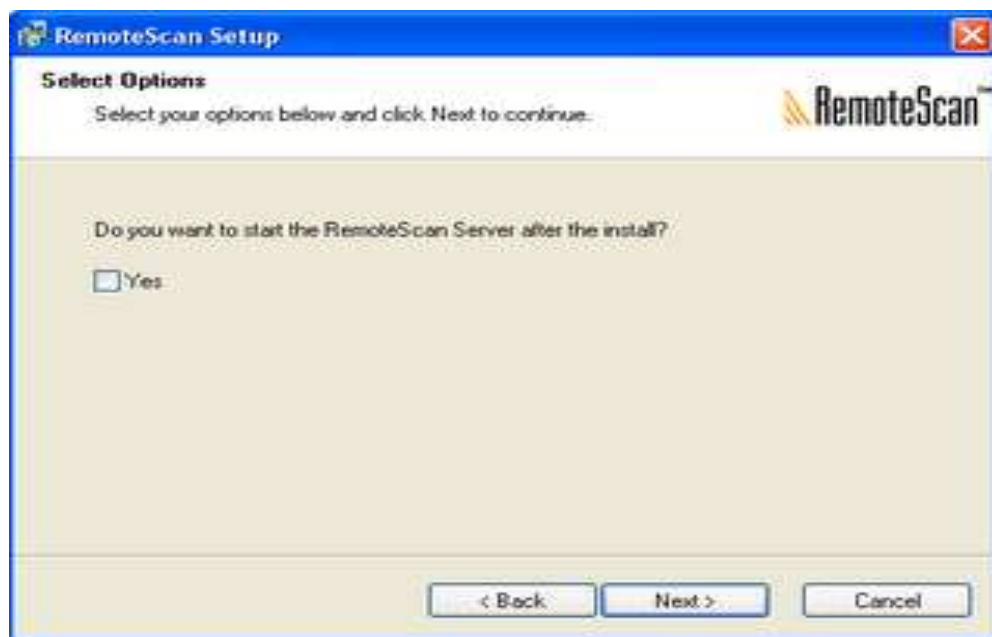 RemoteScan Setup
Select Options
Select your options below and click Next to continue.
RemoteScan™
Do you want to start the RemoteScan Server after the install?
Yes
< Back
Next >
Cancel